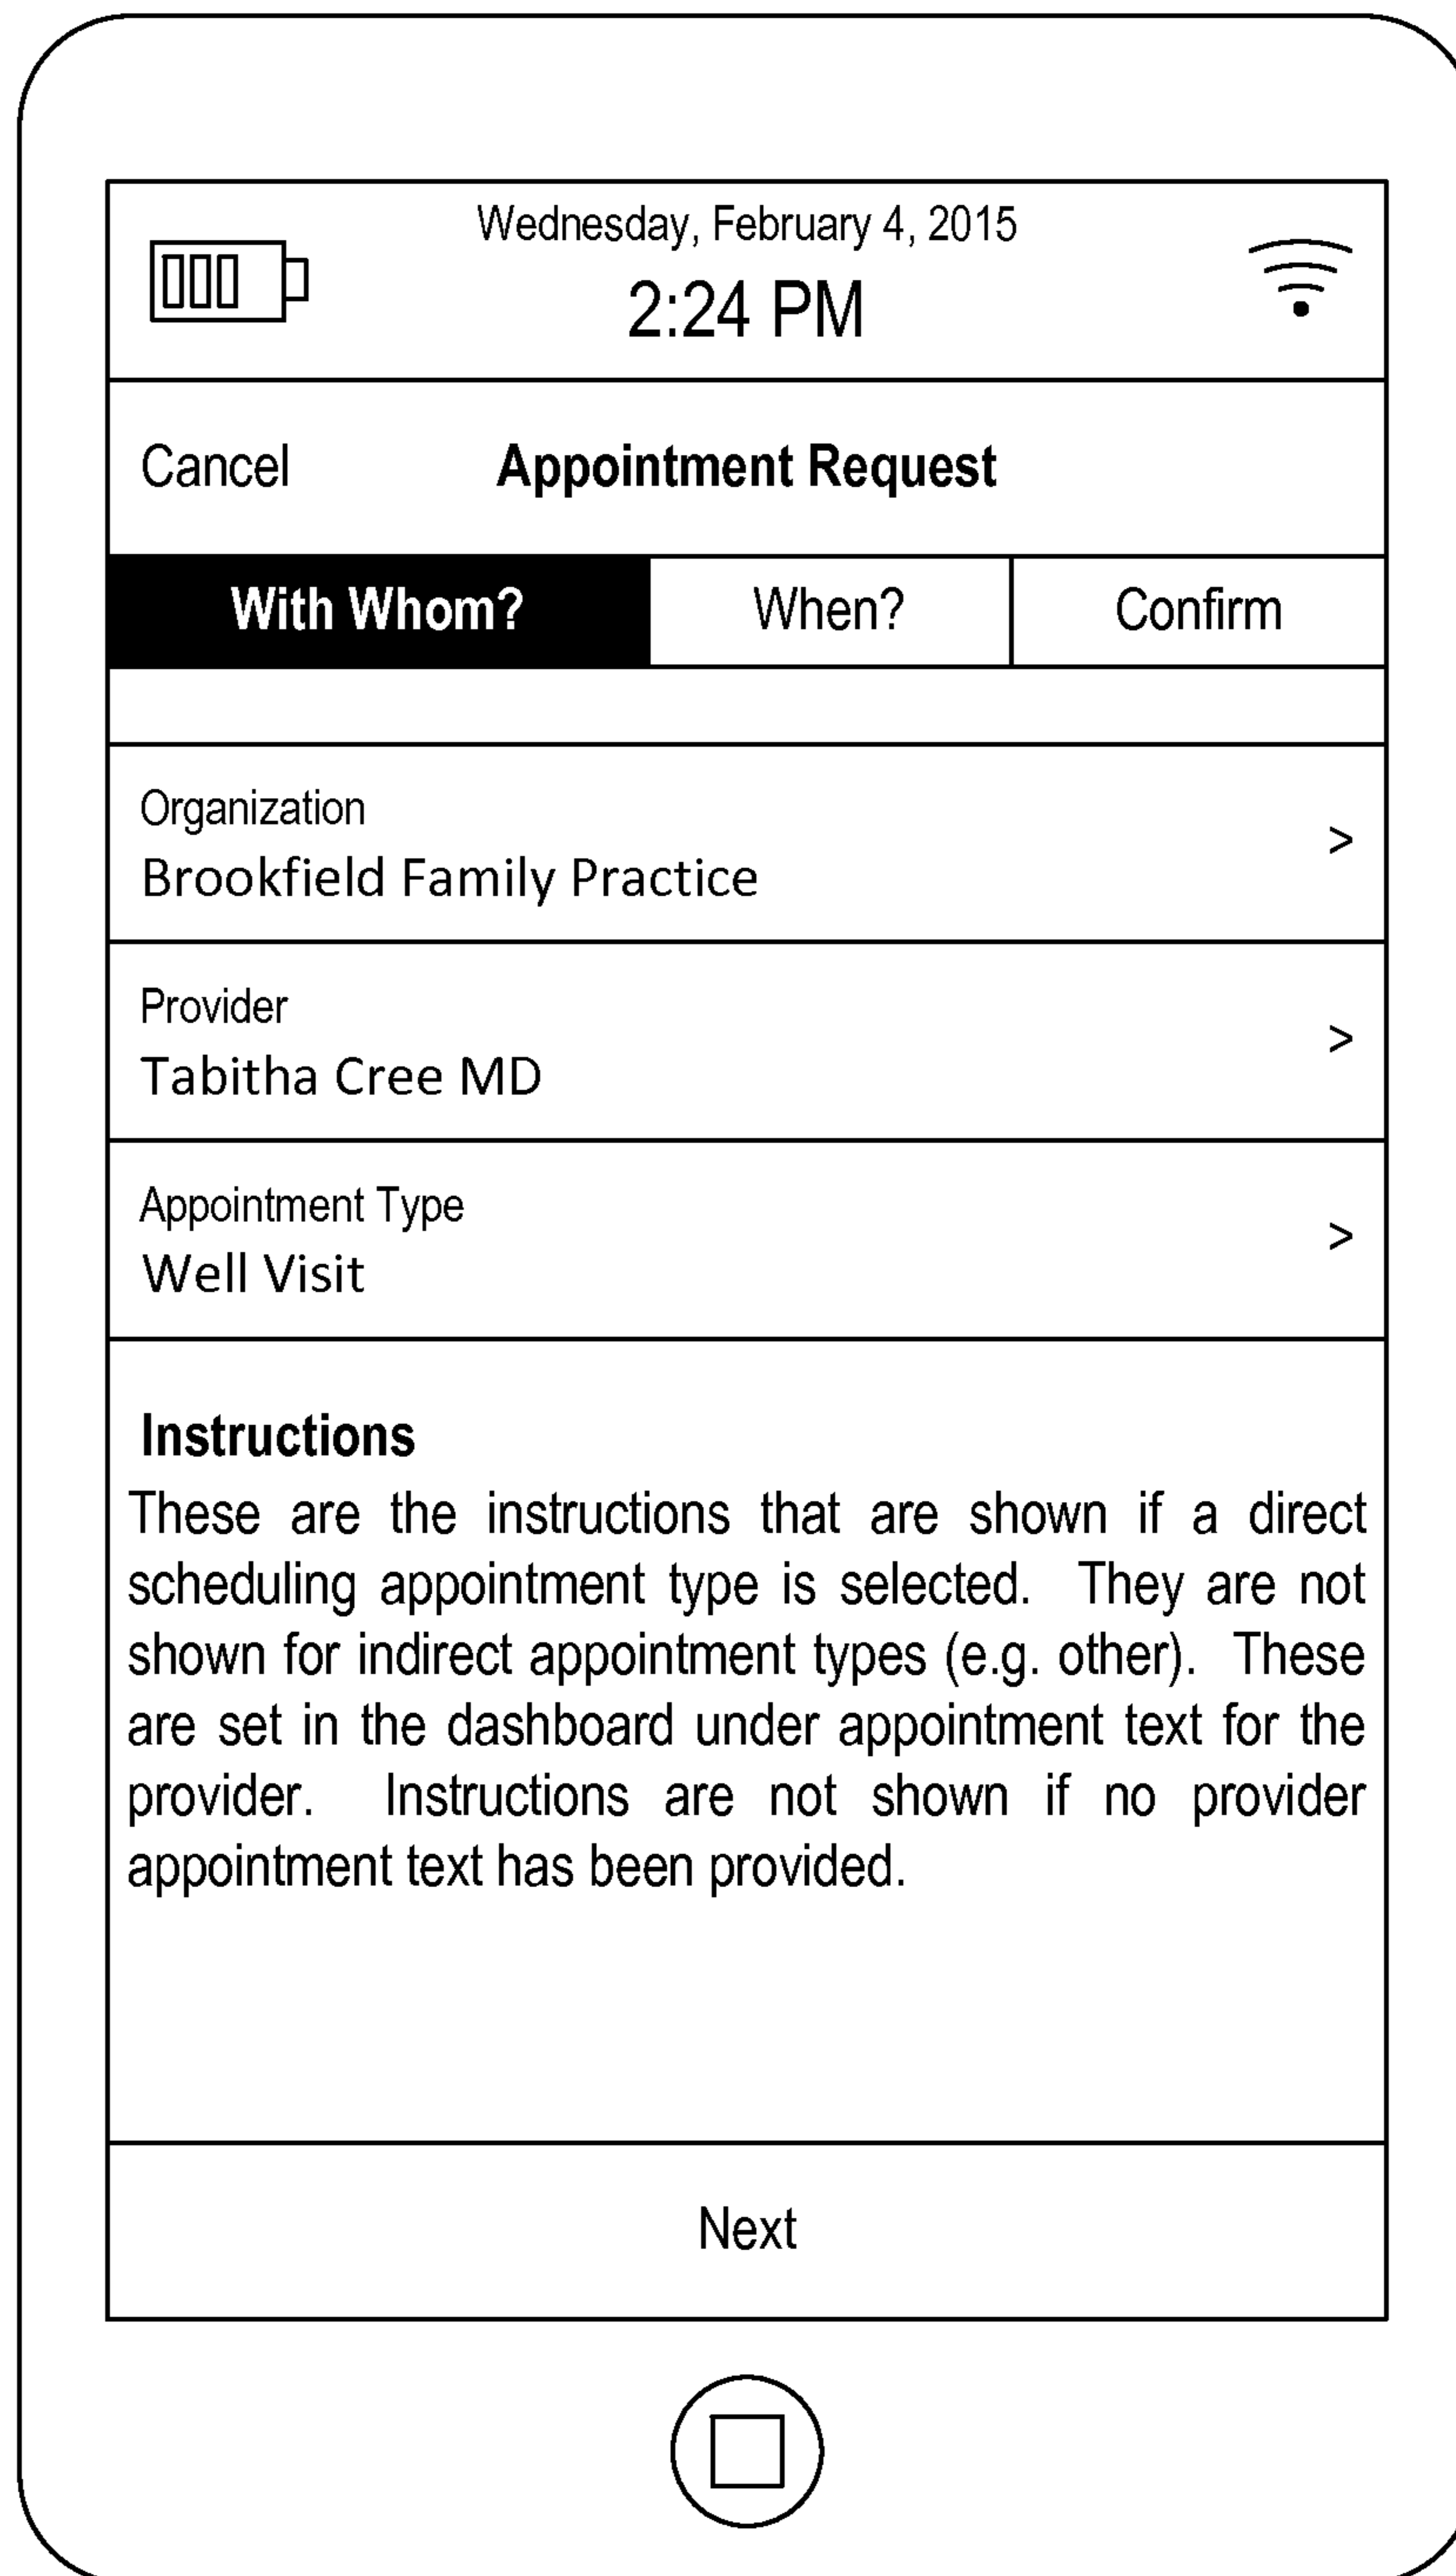 Wednesday, February 4, 2015
2:24 PM
Cancel Appointment Request
With Whom? When? Confirm
Organization
Brookfield Family Practice
>
Provider
Tabitha Cree MD
>
Appointment Type
Well Visit
>
Instructions
These are the instructions that are shown if a direct
scheduling appointment type is selected. They are not
shown for indirect appointment types (e.g. other). These
are set in the dashboard under appointment text for the
provider. Instructions are not shown if no provider
appointment text has been provided.
Next